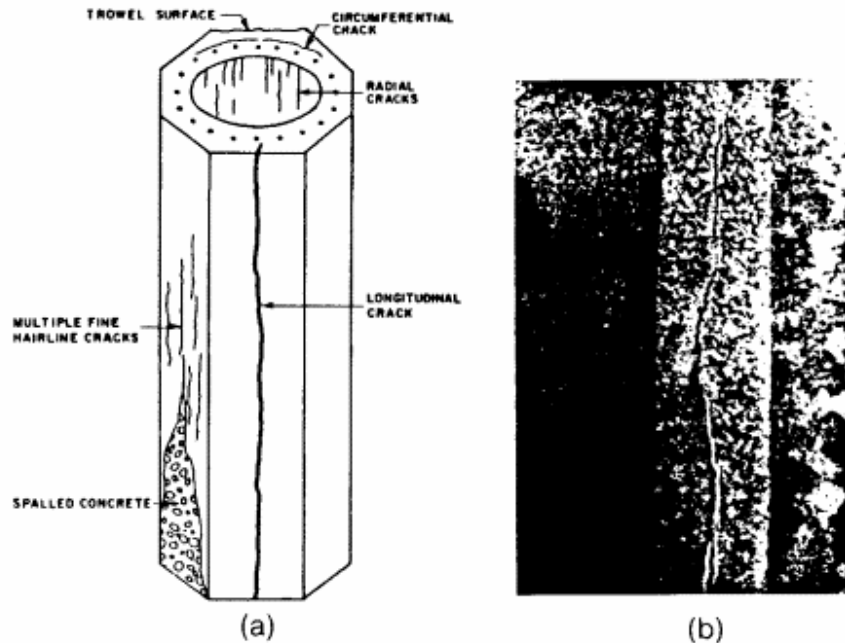 TROWEL SURFACE
CIRCUMFERENTIAL
CRACK
RADIAL
CRACKS
LONGITUDINAL
CRACK
MULTIPLE FINE
HAIRLINE CRACKS
SPALLED CONCRETE
(a)
(b)